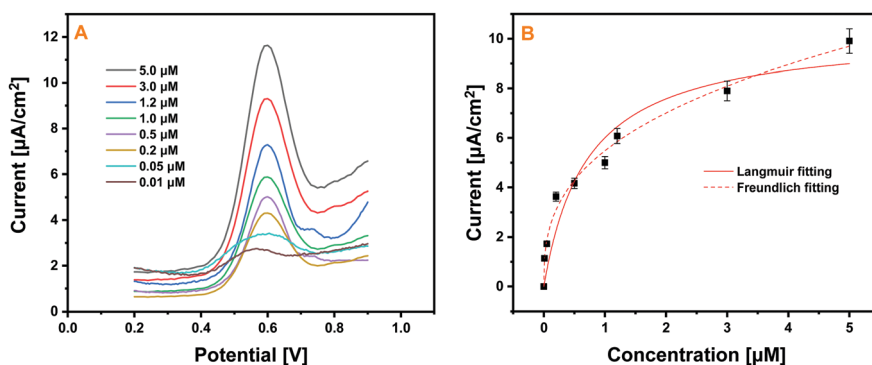 A
12
10
8
6
4
2
0
Current [µA/cm2]
5.0 µM
3.0 µM
1.2 µM
1.0 µM
0.5 µM
0.2 µM
0.05 µM
0.01 µM
0.0 0.2 0.4 0.6 0.8 1.0
Potential [V]
B
10
8
6
4
2
0
Current [µA/cm2]
Langmuir fitting
Freundlich fitting
0 1 2 3 4 5
Concentration [µM]